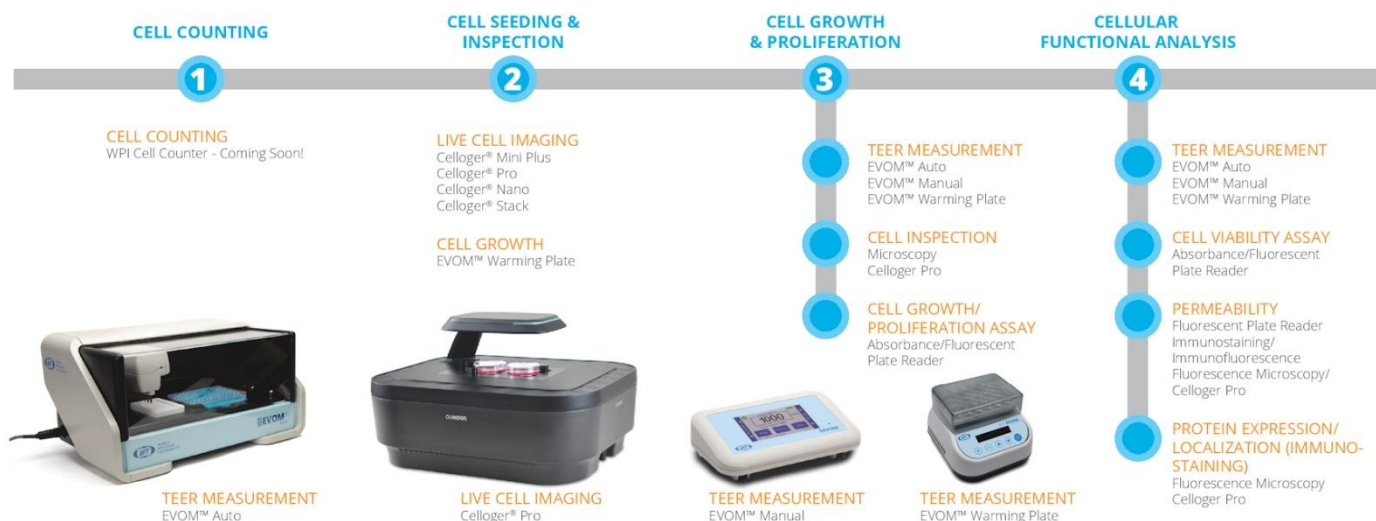 CELL COUNTING
1
CELL COUNTING
WPI Cell Counter - Coming Soon!
CELL SEEDING &
INSPECTION
2
LIVE CELL IMAGING
Celloger® Mini Plus
Celloger® Pro
Celloger® Nano
Celloger® Stack
CELL GROWTH
EVOM™ Warming Plate
CELL GROWTH
& PROLIFERATION
3
TEER MEASUREMENT
EVOM™ Auto
EVOM™ Manual
EVOM™ Warming Plate
CELL INSPECTION
Microscopy
Celloger Pro
CELL GROWTH/
PROLIFERATION ASSAY
Absorbance/Fluorescent
Plate Reader
CELLULAR
FUNCTIONAL ANALYSIS
4
TEER MEASUREMENT
EVOM™ Auto
EVOM™ Manual
EVOM™ Warming Plate
CELL VIABILITY ASSAY
Absorbance/Fluorescent
Plate Reader
PERMEABILITY
Fluorescent Plate Reader
Immunostaining/
Immunofluorescence
Fluorescence Microscopy/
Celloger Pro
PROTEIN EXPRESSION/
LOCALIZATION (IMMUNO-
STAINING)
Fluorescence Microscopy
Celloger Pro
EVOM
TEER MEASUREMENT
EVOM™ Auto
CURIOSIS
LIVE CELL IMAGING
Celloger® Pro
1000
TEER MEASUREMENT
EVOM™ Manual
TEER MEASUREMENT
EVOM™ Warming Plate